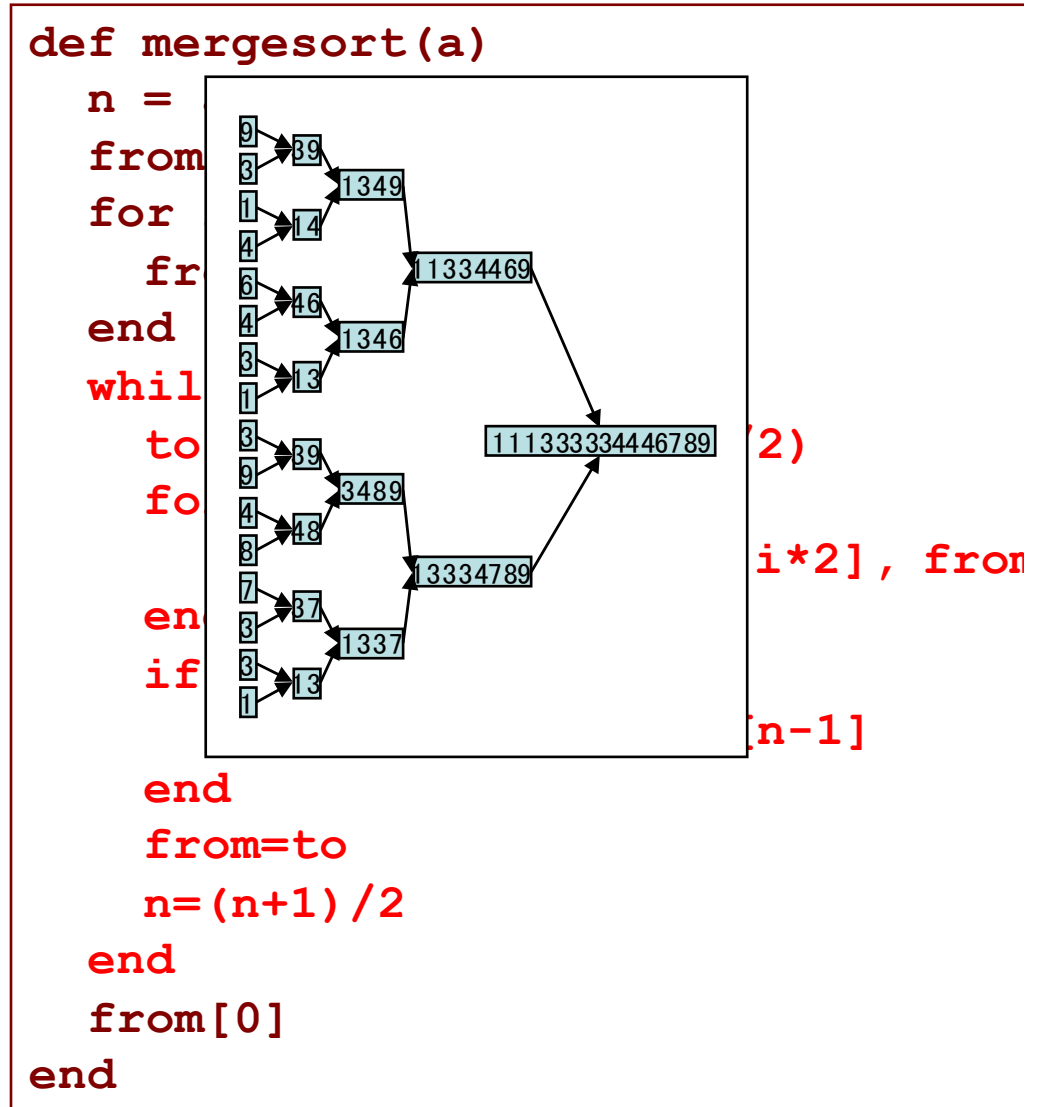 def mergesort(a)
n =
from
for
fro
end
whil
to /2)
fo
i*2], from
end
if
[n-1]
end
from=to
n=(n+1)/2
end
from[0]
end
9
3
1
4
6
4
3
1
3
9
4
8
7
3
3
1
39
14
46
13
39
48
37
13
1349
1346
3489
1337
11334469
13334789
111333334446789